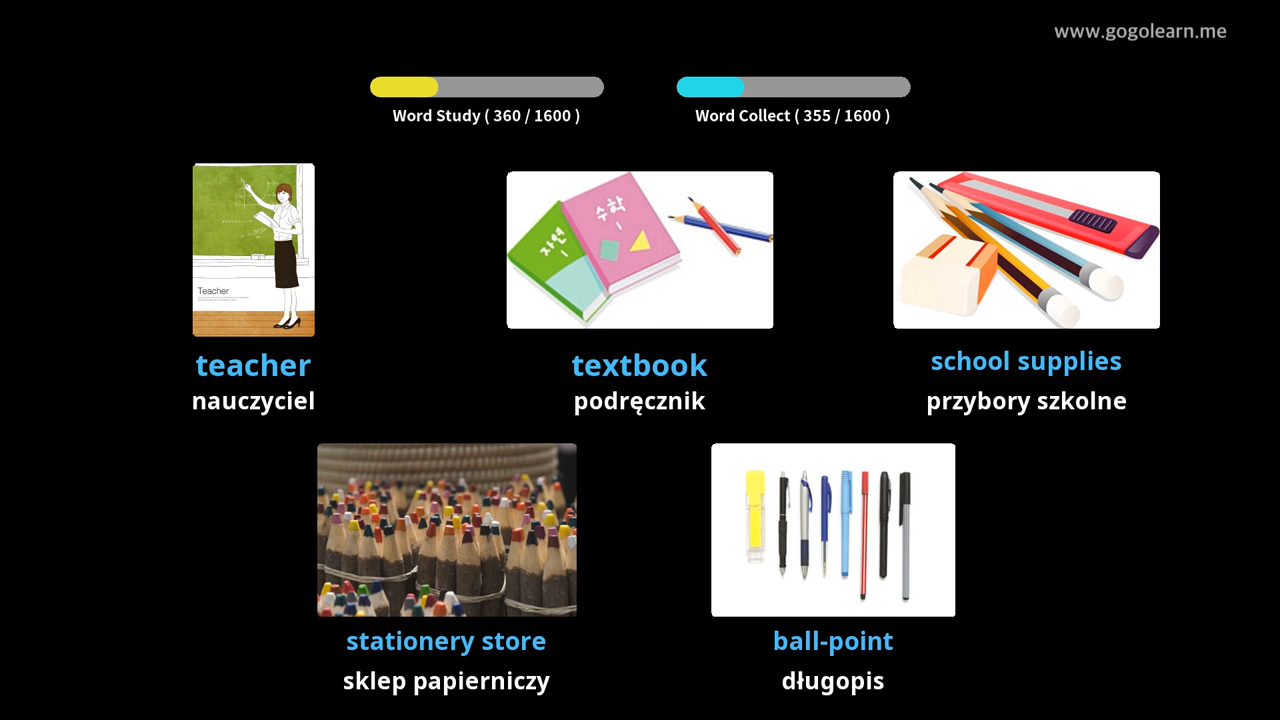 www.gogolearn.me
Word Study ( 360 / 1600 )
Word Collect ( 355 / 1600 )
Teacher
자연
수학
teacher
nauczyciel
textbook
podręcznik
school supplies
przybory szkolne
stationery store
sklep papierniczy
ball-point
długopis